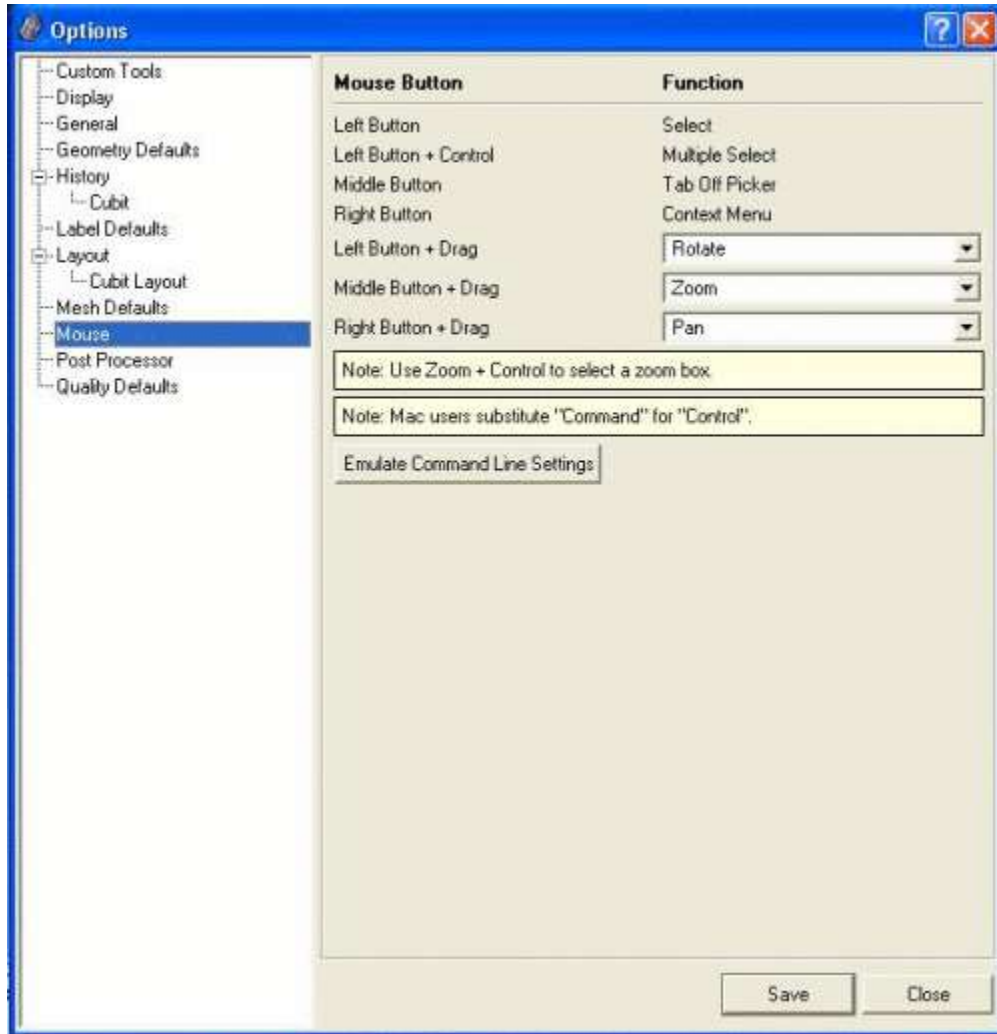 Options
Custom Tools
Display
General
Geometry Defaults
History
Cubit
Label Defaults
Layout
Cubit Layout
Mesh Defaults
Mouse
Post Processor
Quality Defaults
Mouse Button Function
Left Button Select
Left Button + Control Multiple Select
Middle Button Tab Off Picker
Right Button Context Menu
Left Button + Drag Rotate
Middle Button + Drag Zoom
Right Button + Drag Pan
Note: Use Zoom + Control to select a zoom box.
Note: Mac users substitute "Command" for "Control".
Emulate Command Line Settings
Save Close